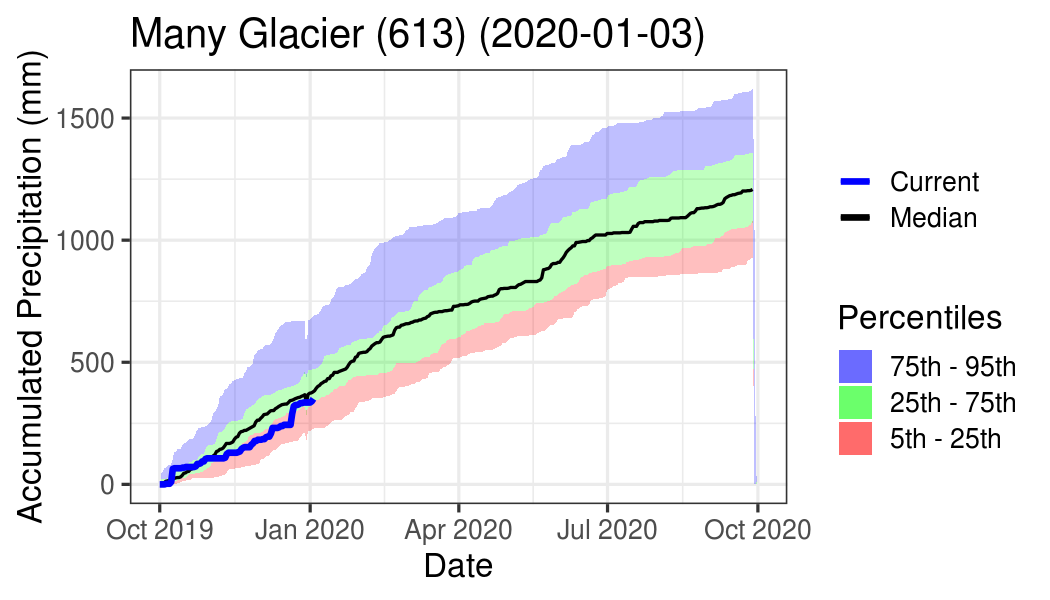 Many Glacier (613) (2020-01-03)
Accumulated Precipitation (mm)
1500
1000
500
0
Oct 2019
Jan 2020
Apr 2020
Jul 2020
Oct 2020
Date
Current
Median
Percentiles
75th - 95th
25th - 75th
5th - 25th